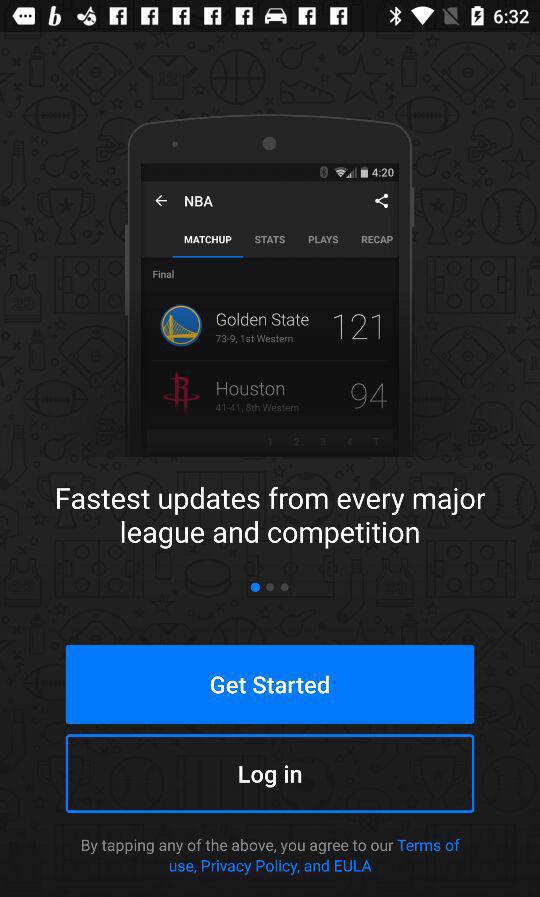 6:32
4:20
NBA
MATCHUP STATS PLAYS RECAP
Final
Golden State 121
73-9, 1st Western
Houston 94
41-41, 8th Western
1 2 3 4 T
Fastest updates from every major
league and competition
Get Started
Log in
By tapping any of the above, you agree to our Terms of
use, Privacy Policy, and EULA